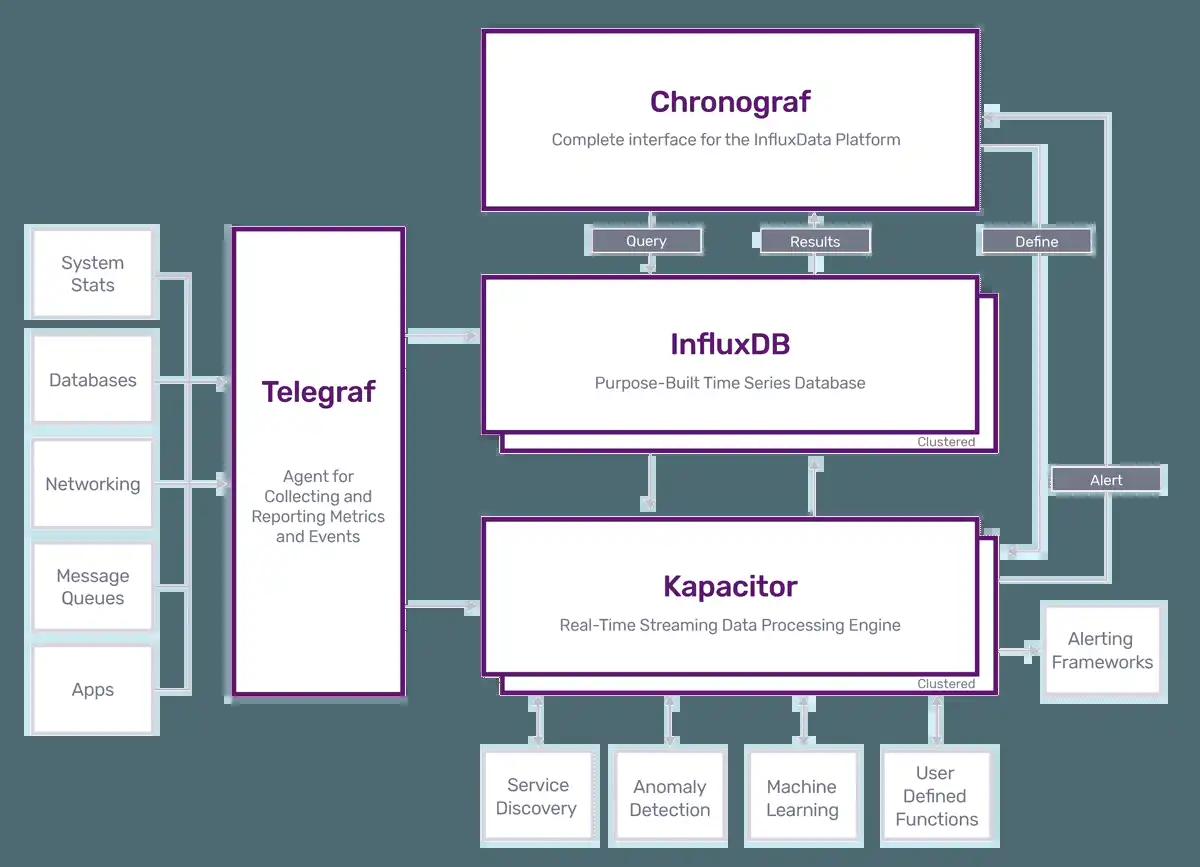 Chronograf
Complete interface for the InfluxData Platform
Query
Results
Define
System
Stats
Databases
Networking
Message
Queues
Apps
Telegraf
Agent for
Collecting and
Reporting Metrics
and Events
InfluxDB
Purpose-Built Time Series Database
Clustered
Alert
Kapacitor
Real-Time Streaming Data Processing Engine
Clustered
Alerting
Frameworks
Service
Discovery
Anomaly
Detection
Machine
Learning
User
Defined
Functions